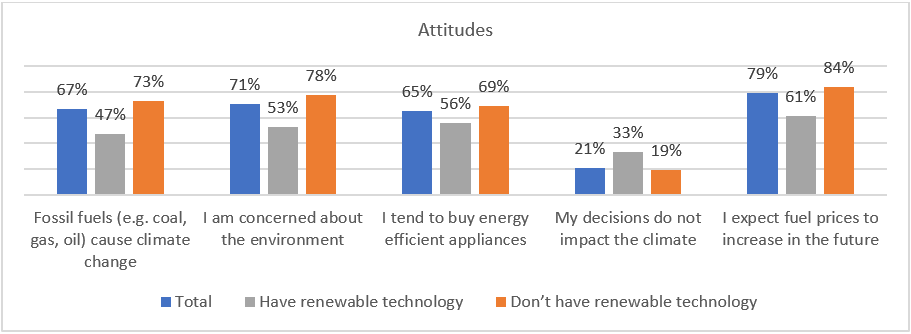 Attitudes
67%
47%
73%
71%
53%
78%
65%
56%
69%
21%
33%
19%
79%
61%
84%
Fossil fuels (e.g. coal,
gas, oil) cause climate
change
I am concerned about
the environment
I tend to buy energy
efficient appliances
My decisions do not
impact the climate
I expect fuel prices to
increase in the future
Total
Have renewable technology
Don’t have renewable technology